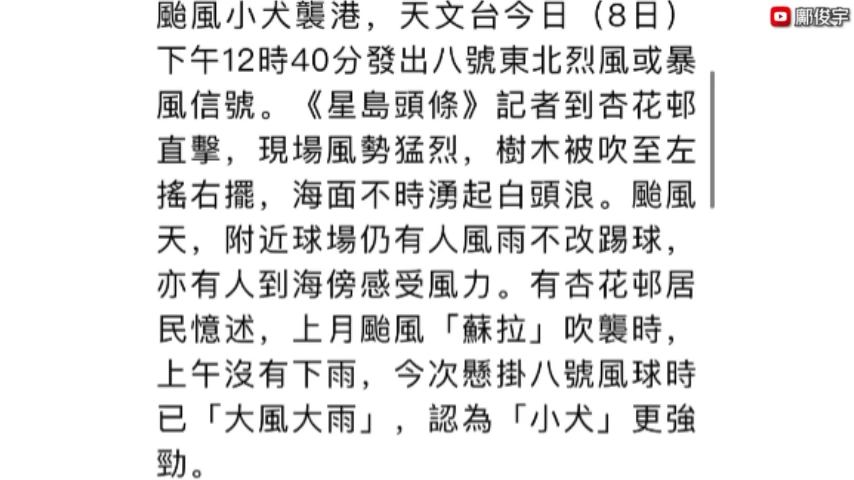 鄺俊宇
颱風小犬襲港，天文台今日（8日）
下午12時40分發出八號東北烈風或暴
風信號。《星島頭條》記者到杏花邨
直擊，現場風勢猛烈，樹木被吹至左
搖右擺，海面不時湧起白頭浪。颱風
天，附近球場仍有人風雨不改踢球，
亦有人到海傍感受風力。有杏花邨居
民憶述，上月颱風「蘇拉」吹襲時，
上午沒有下雨，今次懸掛八號風球時
已「大風大雨」，認為「小犬」更強
勁。